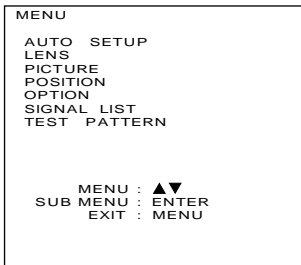 MENU
AUTO SETUP
LENS
PICTURE
POSITION
OPTION
SIGNAL LIST
TEST PATTERN
MENU : ▲▼
SUB MENU : ENTER
EXIT : MENU